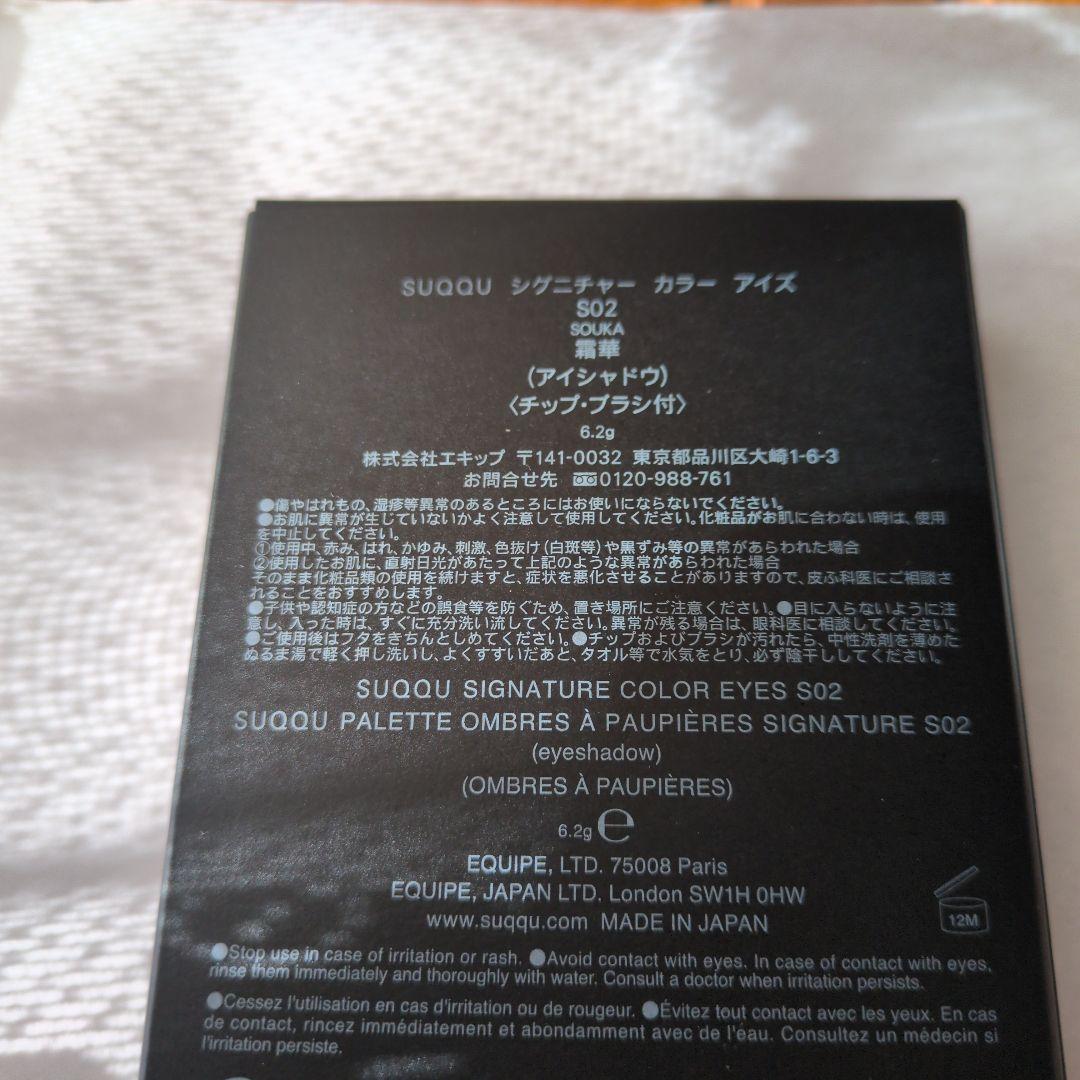 SUQQU シグニチャー カラー アイズ
S02
SOUKA
霜華
(アイシャドウ)
〈チップ・ブラシ付〉
6.2g
株式会社エキップ 〒141-0032 東京都品川区大崎1-6-3
お問合せ先 0120-988-761
●傷やはれもの、湿疹等異常のあるところにはお使いにならないでください。
●お肌に異常が生じていないかよく注意して使用してください。化粧品がお肌に合わない時は、使用
を中止してください。
①使用中、赤み、はれ、かゆみ、刺激、色抜け(白斑等)や黒ずみ等の異常があらわれた場合
②使用したお肌に、直射日光があたって上記のような異常があらわれた場合
そのまま化粧品類の使用を続けますと、症状を悪化させることがありますので、皮ふ科医にご相談さ
れることをおすすめします。
●子供や認知症の方などの誤食等を防ぐため、置き場所にご注意ください。●目に入らないように注
意し、入った時は、すぐに充分洗い流してください。異常が残る場合は、眼科医に相談してください。
●ご使用後はフタをきちんとしめてください。●チップおよびブラシが汚れたら、中性洗剤を薄めた
ぬるま湯で軽く押し洗いし、よくすすいだあと、タオル等で水気をとり、必ず陰干ししてください。
SUQQU SIGNATURE COLOR EYES S02
SUQQU PALETTE OMBRES À PAUPIÈRES SIGNATURE S02
(eyeshadow)
(OMBRES À PAUPIÈRES)
6.2g ℮
EQUIPE, LTD. 75008 Paris
EQUIPE, JAPAN LTD. London SW1H 0HW
www.suqqu.com MADE IN JAPAN
12M
●Stop use in case of irritation or rash. ●Avoid contact with eyes. In case of contact with eyes,
rinse them immediately and thoroughly with water. Consult a doctor when irritation persists.
●Cessez l'utilisation en cas d'irritation ou de rougeur. ●Évitez tout contact avec les yeux. En cas
de contact, rincez immédiatement et abondamment avec de l'eau. Consultez un médecin si
l'irritation persiste.